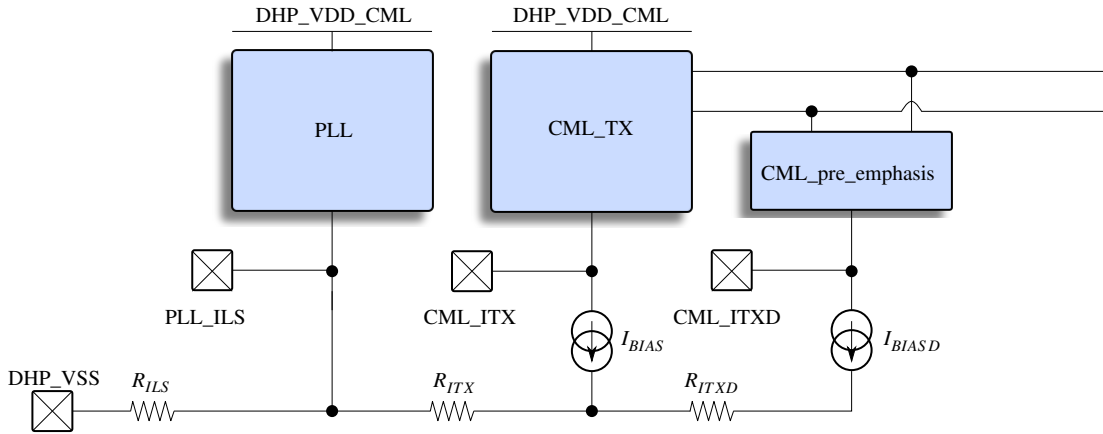 DHP_VDD_CML
DHP_VDD_CML
PLL
CML_TX
CML_pre_emphasis
PLL_ILS
CML_ITX
CML_ITXD
I_BIAS
I_BIASD
DHP_VSS
R_ILS
R_ITX
R_ITXD